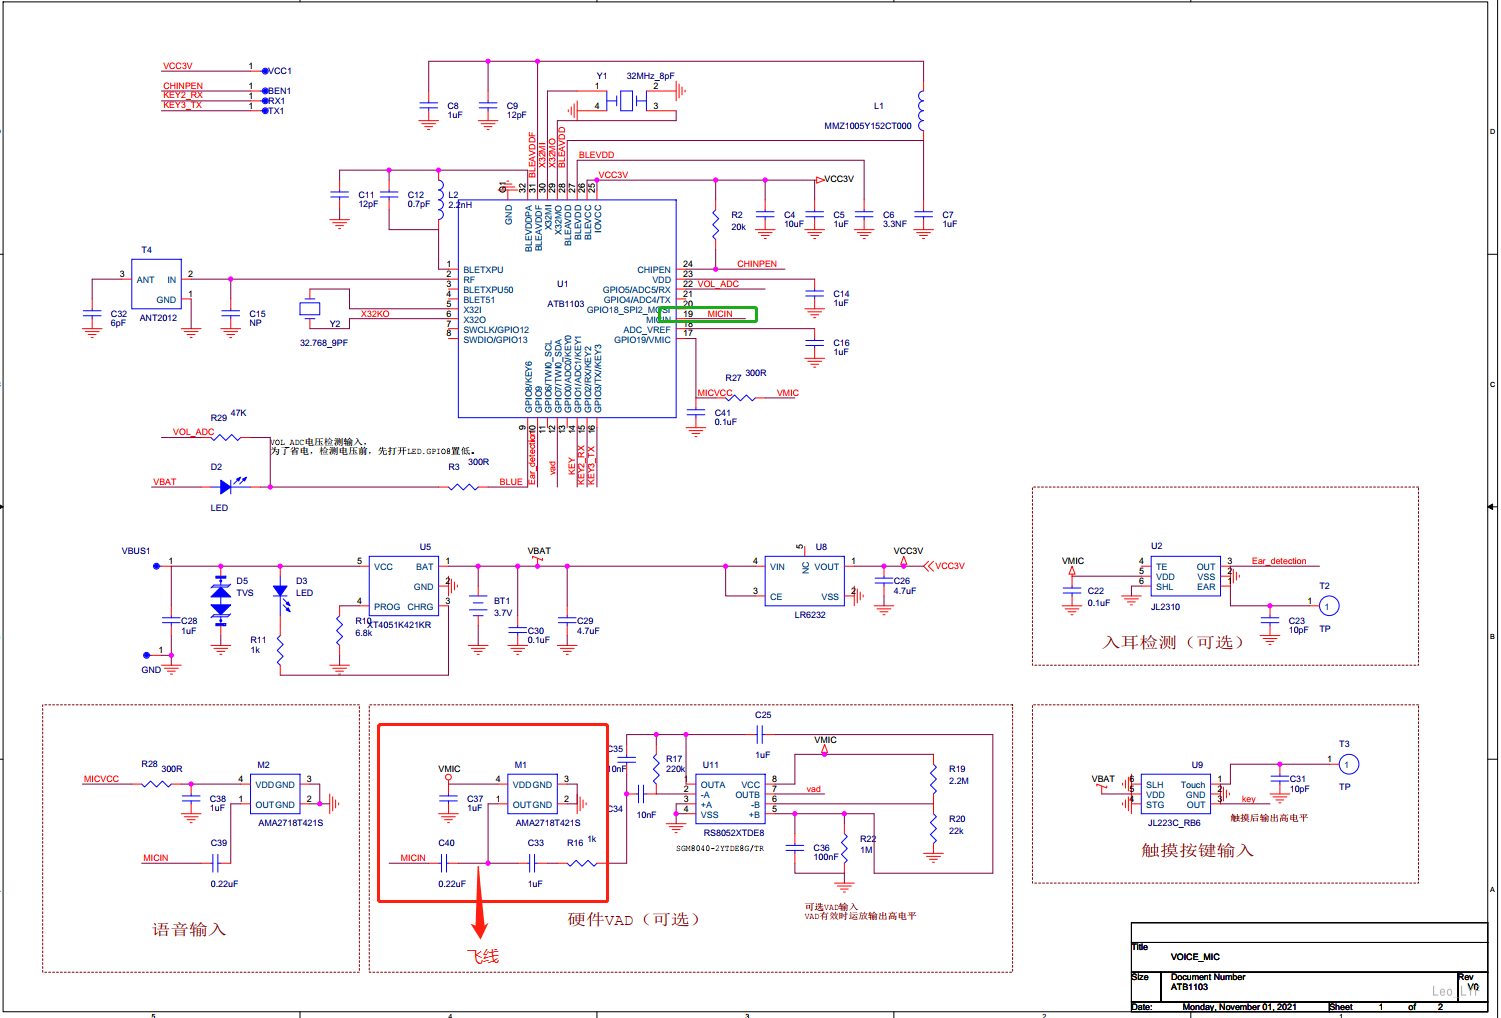 VCC3V 1 VCC1
CHINPEN 1 BEN1
KEY2_RX 1 RX1
KEY3_TX 1 TX1
C8
1uF
C9
12pF
Y1 32MHz_8pF
1 2
4 3
L1
MMZ1005Y152CT000
BLEAVDDF
X32MI
X32MO
BLEAVDD
BLEVDD
VCC3V
VCC3V
C11
12pF
C12
0.7pF
L2
2.2nH
R2
20k
C4
10uF
C5
1uF
C6
3.3NF
C7
1uF
32 31 30 29 28 27 26 25
GND
BLEVDDPA
BLEAVDDF
X32MI
X32MO
BLEAVDD
BLEVDD
BLEVCC
IOVCC
T4
3 ANT IN 2
GND 1
ANT2012
C32
6pF
C15
NP
Y2
32.768_9PF
X32KO
1 BLETXPU
2 RF
3 BLETXPU50
4 BLET51
5 X32I
6 X32O
7 SWCLK/GPIO12
8 SWDIO/GPIO13
U1
ATB1103
CHIPEN 24 CHINPEN
VDD 23
GPIO5/ADC5/RX 22 VOL_ADC
GPIO4/ADC4/TX 21
GPIO18_SPI2_MOSI 20
MICIN 19 MICIN
ADC_VREF 18
GPIO19/VMIC 17
C14
1uF
C16
1uF
GPIO8/KEY6
GPIO9
GPIO6/TWI0_SCL
GPIO7/TWI0_SDA
GPIO0/ADC0/KEY0
GPIO1/ADC1/KEY1
GPIO2/RX/KEY2
GPIO3/TX/KEY3
9 10 11 12 13 14 15 16
Ear_detection
vad
KEY
KEY2_RX
KEY3_TX
R27 300R
MICVCC VMIC
C41
0.1uF
R29 47K
VOL_ADC
VOL_ADC电压检测输入,
为了省电,检测电压前,先打开LED.GPIO8置低。
D2
VBAT
LED
R3 300R
BLUE
VBUS1
1
D5
TVS
D3
LED
C28
1uF
R11
1k
GND 1
U5
5 VCC BAT 1
GND 2
4 PROG CHRG 3
XT4051K421KR
R10
6.8k
VBAT
BT1
3.7V
C30
0.1uF
C29
4.7uF
U8
5
NC
4 VIN VOUT 1
3 CE VSS 2
LR6232
VCC3V
VCC3V
C26
4.7uF
U2
VMIC
4 TE OUT 3 Ear_detection
5 VDD VSS 2
6 SHL EAR 1
JL2310
C22
0.1uF
C23
10pF
T2
1 1
TP
入耳检测（可选）
R28 300R
MICVCC
M2
4 VDD GND 3
1 OUT GND 2
AMA2718T421S
C38
1uF
C39
MICIN
0.22uF
语音输入
VMIC
M1
4 VDD GND 3
1 OUT GND 2
AMA2718T421S
C37
1uF
MICIN
C40
0.22uF
C33
1uF
R16 1k
飞线
硬件VAD（可选）
C35
10nF
C34
10nF
R17
220k
C25
1uF
VMIC
U11
1 OUTA VCC 8
2 -A OUTB 7 vad
3 +A -B 6
4 VSS +B 5
RS8052XTDE8
SGM8040-2YTDE8G/TR
R19
2.2M
R20
22k
C36
100nF
R22
1M
可选VAD输入
VAD有效时运放输出高电平
U9
VBAT
6 SLH Touch 1
5 VDD GND 2
4 STG OUT 3 key
JL223C_RB6
C31
10pF
T3
1 1
TP
触摸后输出高电平
触摸按键输入
Title
VOICE_MIC
Size Document Number Rev
ATB1103 V0
Date: Monday, November 01, 2021 Sheet 1 of 2
D
C
B
A
5 4 3 2 1